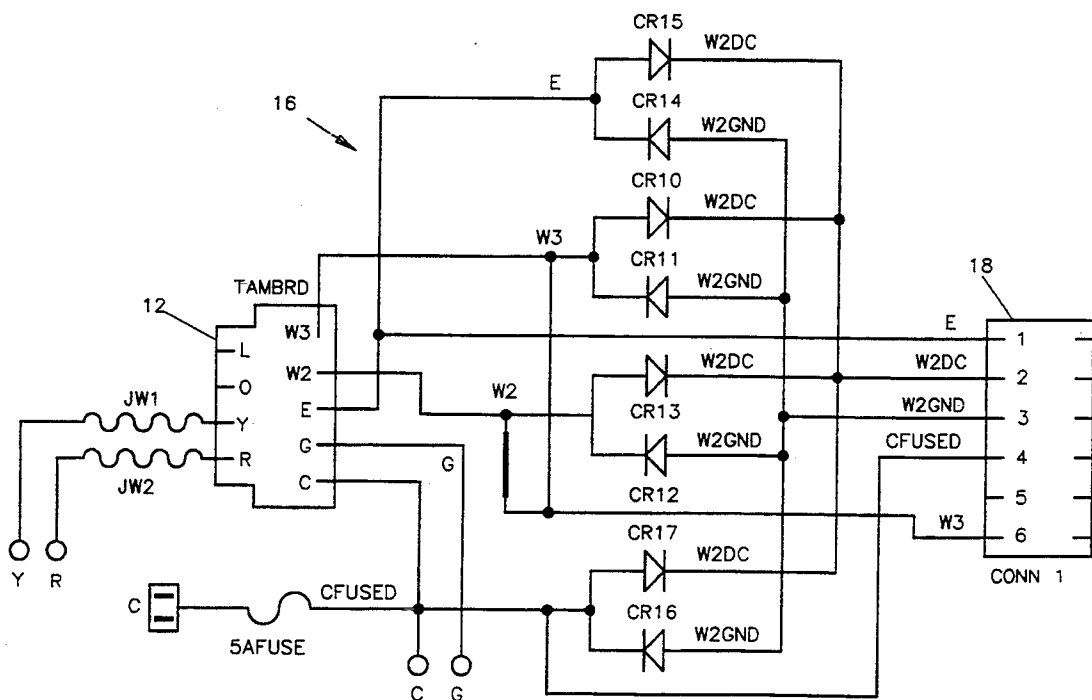 CR15
W2DC
E
CR14
16
W2GND
CR10
W2DC
W3
CR11
TAMBRD
W2GND
18
12
W3
E
1
L
W2
W2DC
W2DC
2
O
W2
JW1
E
CR13
W2GND
3
Y
G
W2GND
CFUSED
4
R
G
JW2
C
CR12
5
CR17
W3
6
W2DC
Y
R
CONN 1
CFUSED
C
CR16
W2GND
5AFUSE
C
G